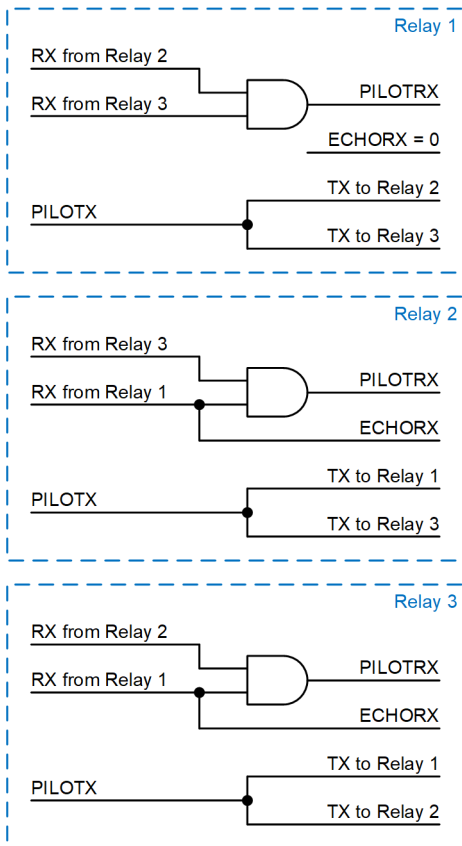 Relay 1
RX from Relay 2
RX from Relay 3
PILOTRX
ECHORX = 0
PILOTX
TX to Relay 2
TX to Relay 3
Relay 2
RX from Relay 3
RX from Relay 1
PILOTRX
ECHORX
PILOTX
TX to Relay 1
TX to Relay 3
Relay 3
RX from Relay 2
RX from Relay 1
PILOTRX
ECHORX
PILOTX
TX to Relay 1
TX to Relay 2